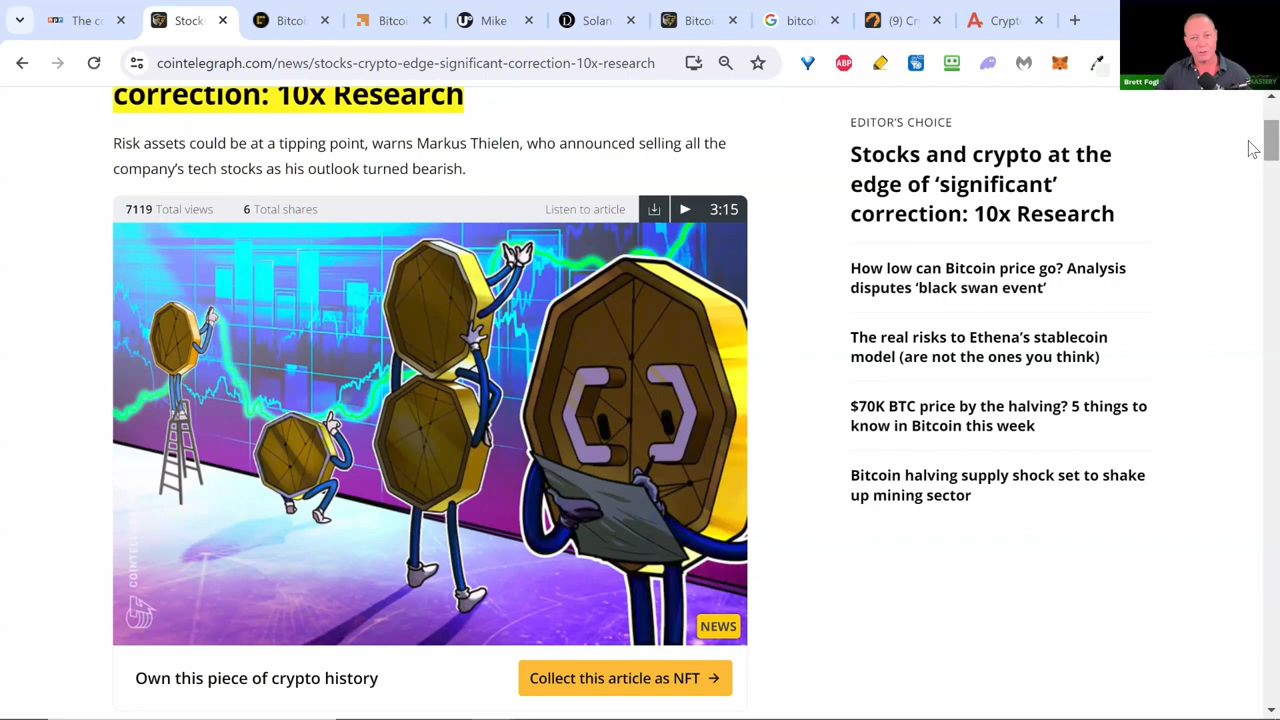 The c
Stocks
Bitcoi
Bitcoi
Mike
Solan
Bitcoi
bitcoi
(9) Cr
Crypto
cointelegraph.com/news/stocks-crypto-edge-significant-correction-10x-research
ABP
Brett Fogl
MASTERY
correction: 10x Research
Risk assets could be at a tipping point, warns Markus Thielen, who announced selling all the
company’s tech stocks as his outlook turned bearish.
7119 Total views
6 Total shares
Listen to article
3:15
COINTELEGRAPH
NEWS
Own this piece of crypto history
Collect this article as NFT →
EDITOR’S CHOICE
Stocks and crypto at the
edge of ‘significant’
correction: 10x Research
How low can Bitcoin price go? Analysis
disputes ‘black swan event’
The real risks to Ethena’s stablecoin
model (are not the ones you think)
$70K BTC price by the halving? 5 things to
know in Bitcoin this week
Bitcoin halving supply shock set to shake
up mining sector